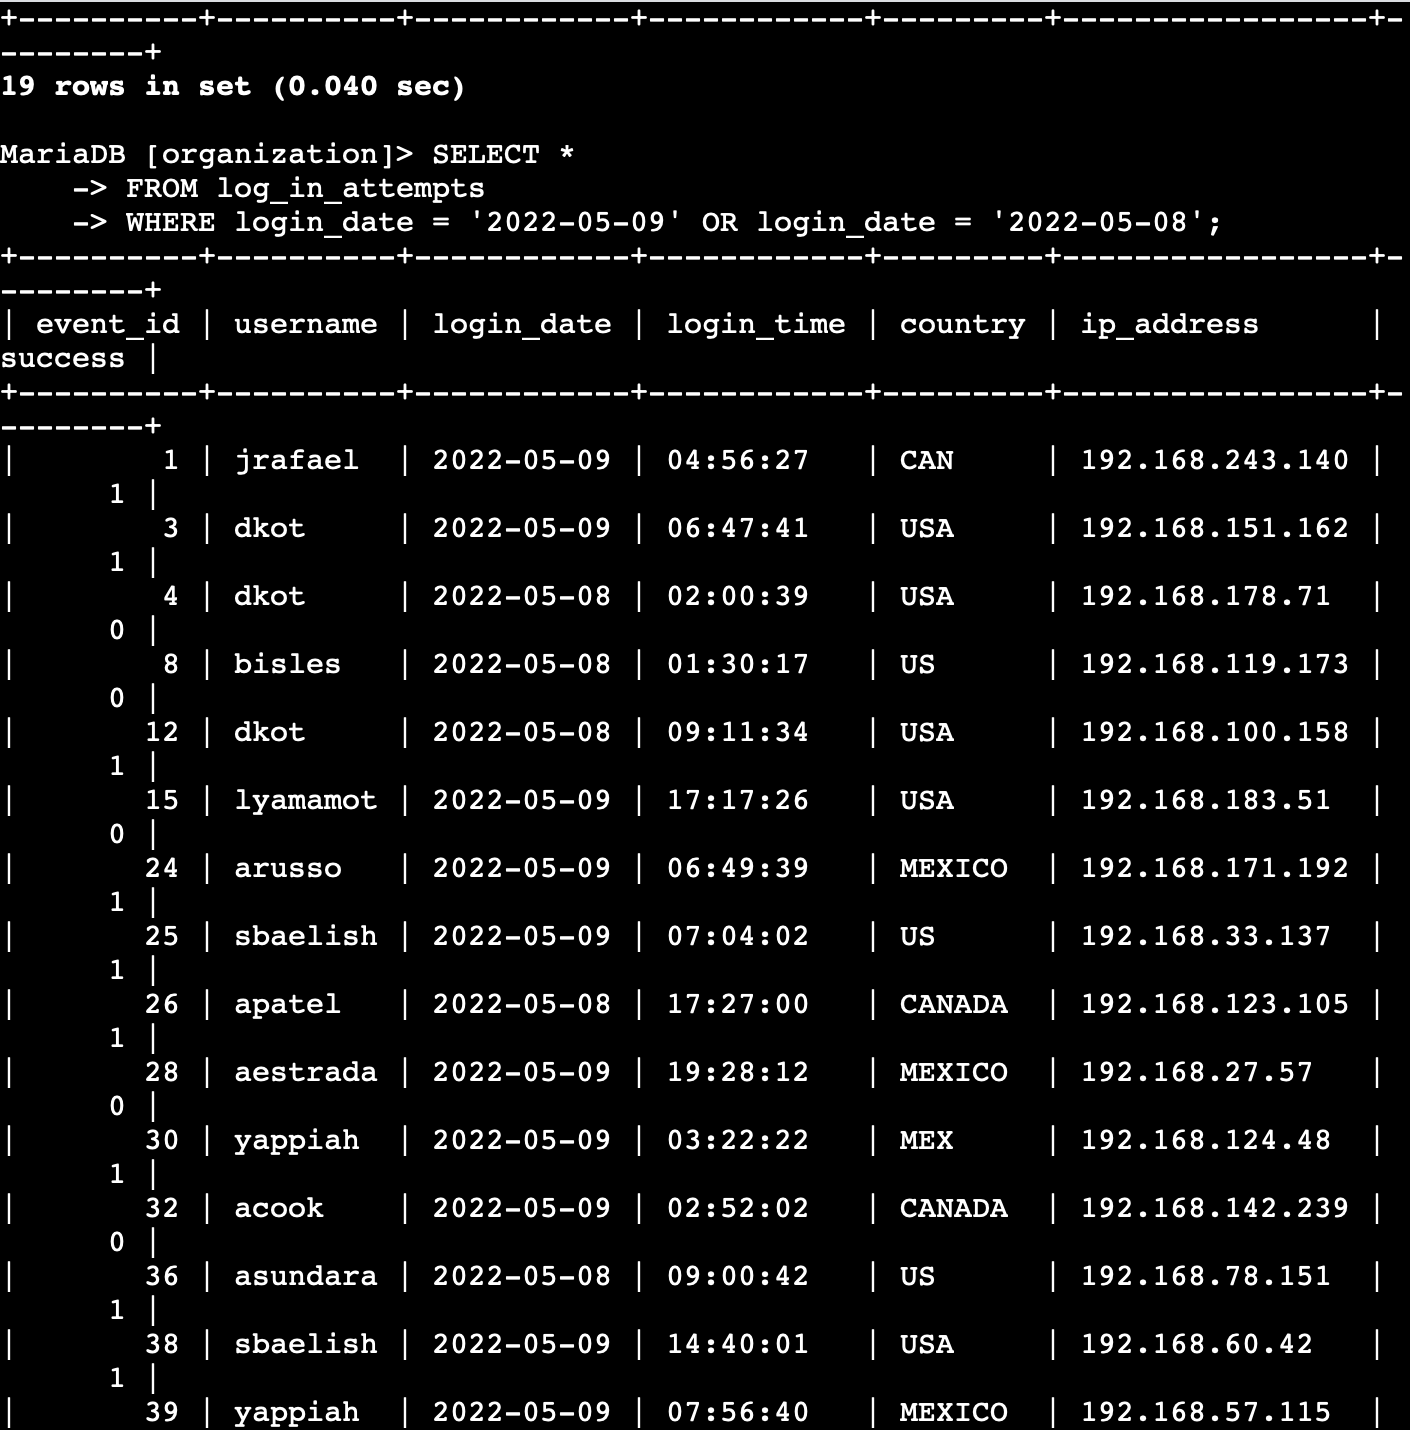 +----------+----------+------------+------------+---------+-----------------+-
--------+
19 rows in set (0.040 sec)

MariaDB [organization]> SELECT *
    -> FROM log_in_attempts
    -> WHERE login_date = '2022-05-09' OR login_date = '2022-05-08';
+----------+----------+------------+------------+---------+-----------------+-
--------+
| event_id | username | login_date | login_time | country | ip_address      |
success |
+----------+----------+------------+------------+---------+-----------------+-
--------+
|        1 | jrafael  | 2022-05-09 | 04:56:27   | CAN     | 192.168.243.140 |
      1 |
|        3 | dkot     | 2022-05-09 | 06:47:41   | USA     | 192.168.151.162 |
      1 |
|        4 | dkot     | 2022-05-08 | 02:00:39   | USA     | 192.168.178.71  |
      0 |
|        8 | bisles   | 2022-05-08 | 01:30:17   | US      | 192.168.119.173 |
      0 |
|       12 | dkot     | 2022-05-08 | 09:11:34   | USA     | 192.168.100.158 |
      1 |
|       15 | lyamamot | 2022-05-09 | 17:17:26   | USA     | 192.168.183.51  |
      0 |
|       24 | arusso   | 2022-05-09 | 06:49:39   | MEXICO  | 192.168.171.192 |
      1 |
|       25 | sbaelish | 2022-05-09 | 07:04:02   | US      | 192.168.33.137  |
      1 |
|       26 | apatel   | 2022-05-08 | 17:27:00   | CANADA  | 192.168.123.105 |
      1 |
|       28 | aestrada | 2022-05-09 | 19:28:12   | MEXICO  | 192.168.27.57   |
      0 |
|       30 | yappiah  | 2022-05-09 | 03:22:22   | MEX     | 192.168.124.48  |
      1 |
|       32 | acook    | 2022-05-09 | 02:52:02   | CANADA  | 192.168.142.239 |
      0 |
|       36 | asundara | 2022-05-08 | 09:00:42   | US      | 192.168.78.151  |
      1 |
|       38 | sbaelish | 2022-05-09 | 14:40:01   | USA     | 192.168.60.42   |
      1 |
|       39 | yappiah  | 2022-05-09 | 07:56:40   | MEXICO  | 192.168.57.115  |